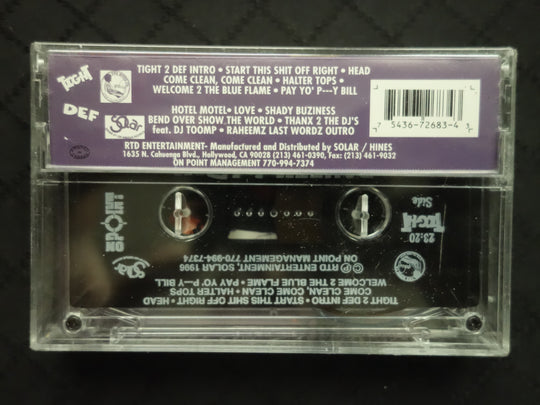 TIGHT
TIGHT 2 DEF INTRO • START THIS SHIT OFF RIGHT • HEAD
COME CLEAN, COME CLEAN • HALTER TOPS •
WELCOME 2 THE BLUE FLAME • PAY YO' P---Y BILL
DEF
Solar
HOTEL MOTEL• LOVE • SHADY BUZINESS
BEND OVER SHOW THE WORLD • THANX 2 THE DJ'S
feat. DJ TOOMP • RAHEEMZ LAST WORDZ OUTRO
RTD ENTERTAINMENT- Manufactured and Distributed by SOLAR / HINES
1635 N. Cahuenga Blvd., Hollywood, CA 90028 (213) 461-0390, Fax: (213) 461-9032
ON POINT MANAGEMENT 770-994-7374
7 5436-72683-4 3
TIGHT 2 DEF INTRO • START THIS SHIT OFF RIGHT • HEAD
COME CLEAN, COME CLEAN • HALTER TOPS
WELCOME 2 THE BLUE FLAME • PAY YO' P---Y BILL
℗© RTD ENTERTAINMENT, SOLAR 1996
ON POINT MANAGEMENT 770-994-7374
TIGHT
Side
23:20
Solar